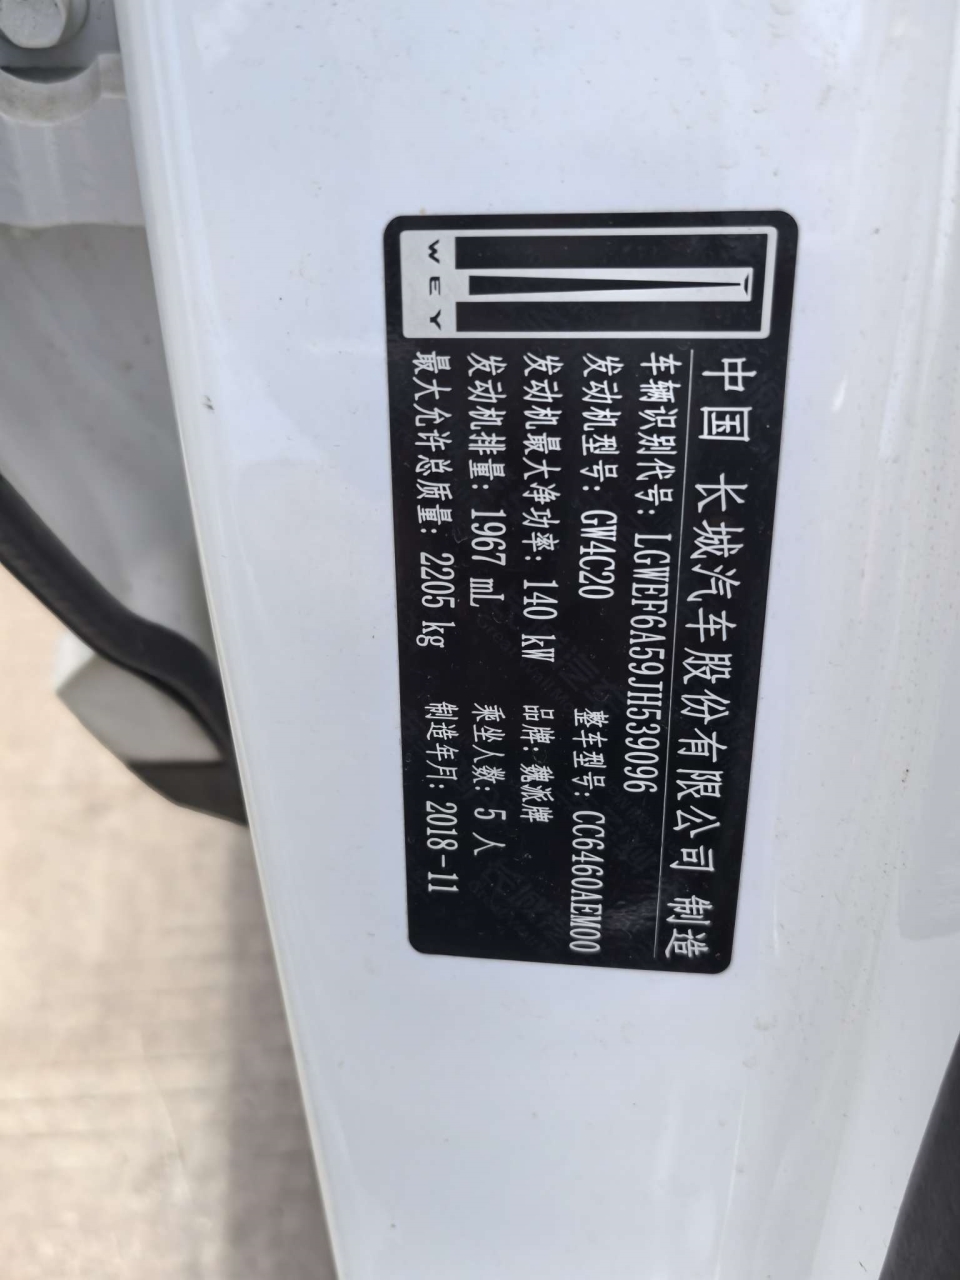 WEY
中国 长城汽车股份有限公司 制造
车辆识别代号: LGWEF6A59JH539096
发动机型号: GW4C20 整车型号: CC6460AEM00
发动机最大净功率: 140 kW 品牌: 魏派牌
发动机排量: 1967 mL 乘坐人数: 5 人
最大允许总质量: 2205 kg 制造年月: 2018-11